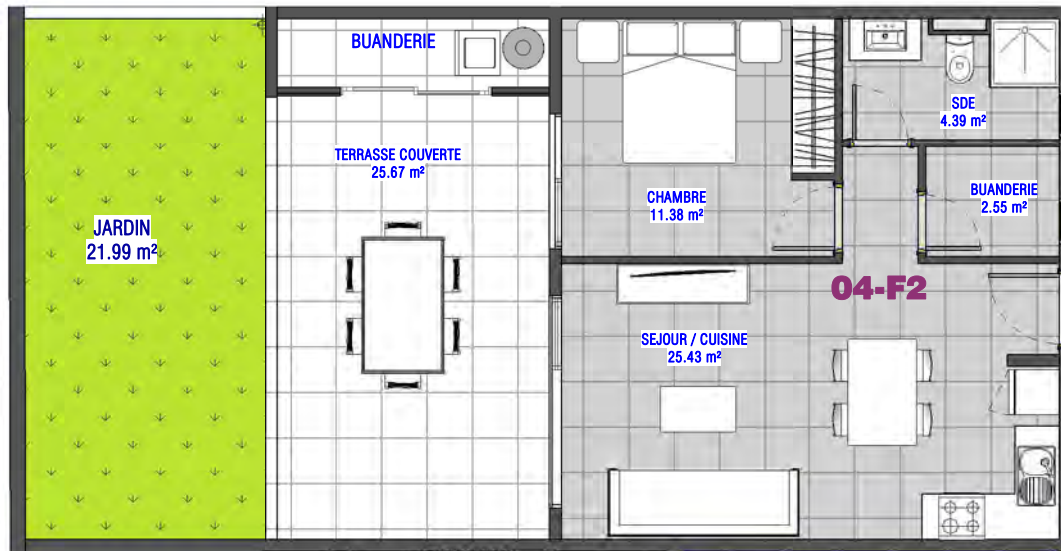 BUANDERIE
SDE
4.39 m²
TERRASSE COUVERTE
25.67 m²
CHAMBRE
11.38 m²
BUANDERIE
2.55 m²
JARDIN
21.99 m²
04-F2
SEJOUR / CUISINE
25.43 m²